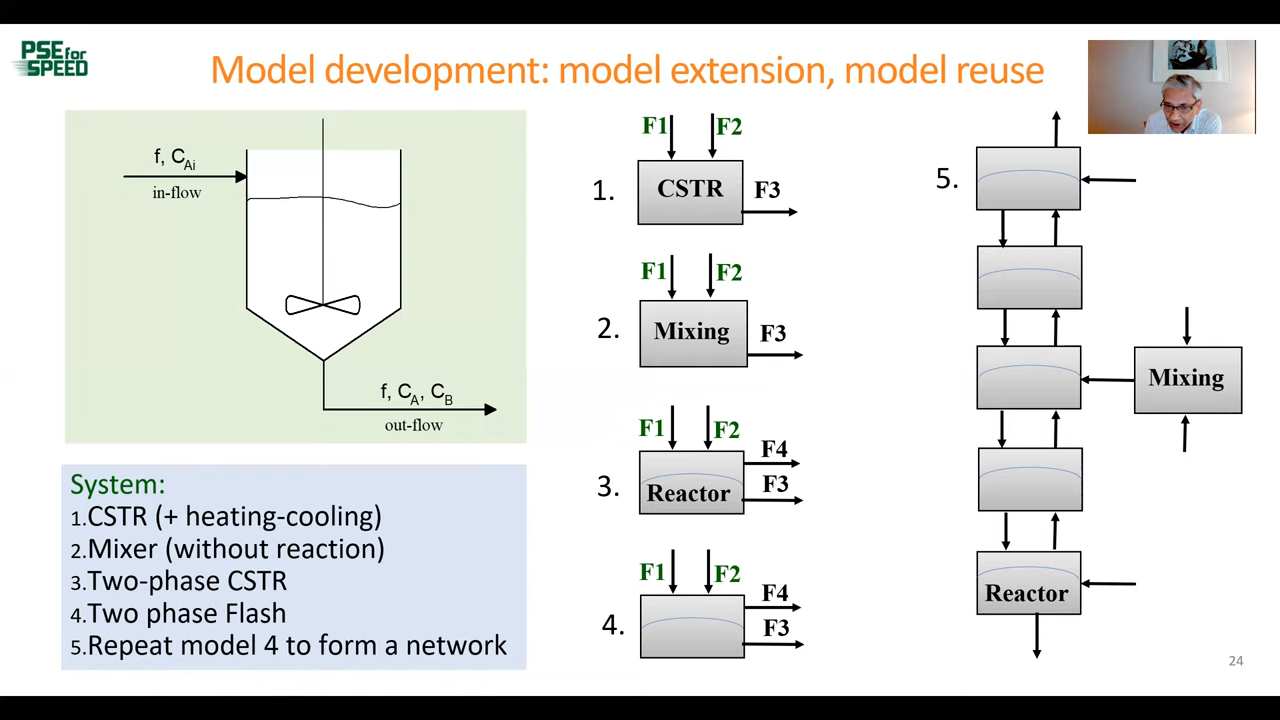 PSE for
SPEED
Model development: model extension, model reuse
f, CAi
in-flow
f, CA, CB
out-flow
System:
1.CSTR (+ heating-cooling)
2.Mixer (without reaction)
3.Two-phase CSTR
4.Two phase Flash
5.Repeat model 4 to form a network
F1 F2
1. CSTR F3
F1 F2
2. Mixing F3
F1 F2
F4
3. Reactor F3
F1 F2
F4
4. F3
5.
Mixing
Reactor
24